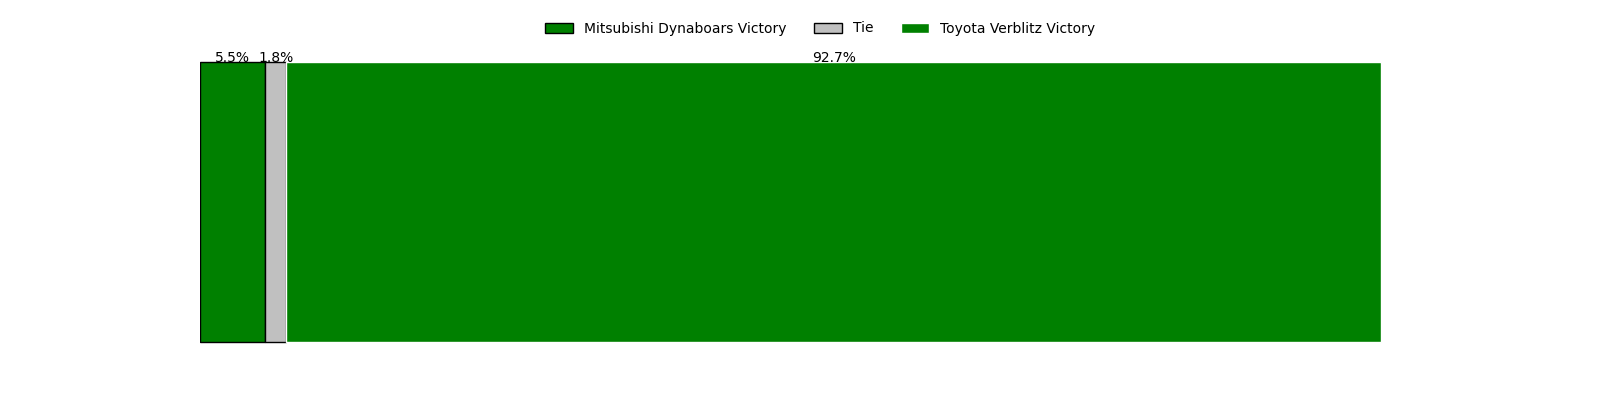 Mitsubishi Dynaboars Victory Tie Toyota Verblitz Victory
5.5% 1.8% 92.7%